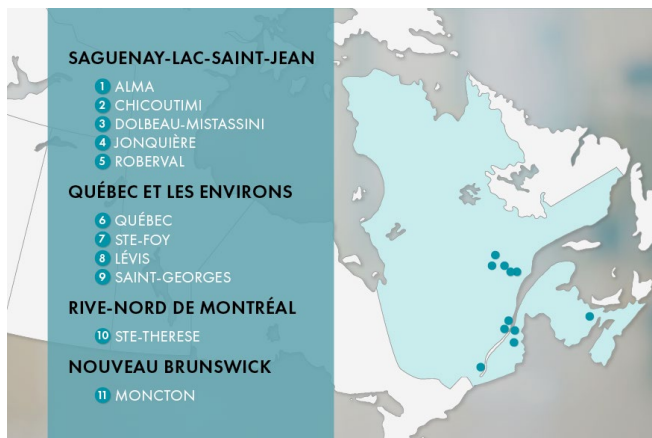 SAGUENAY-LAC-SAINT-JEAN
1 ALMA
2 CHICOUTIMI
3 DOLBEAU-MISTASSINI
4 JONQUIÈRE
5 ROBERVAL
QUÉBEC ET LES ENVIRONS
6 QUÉBEC
7 STE-FOY
8 LÉVIS
9 SAINT-GEORGES
RIVE-NORD DE MONTRÉAL
10 STE-THERESE
NOUVEAU BRUNSWICK
11 MONCTON